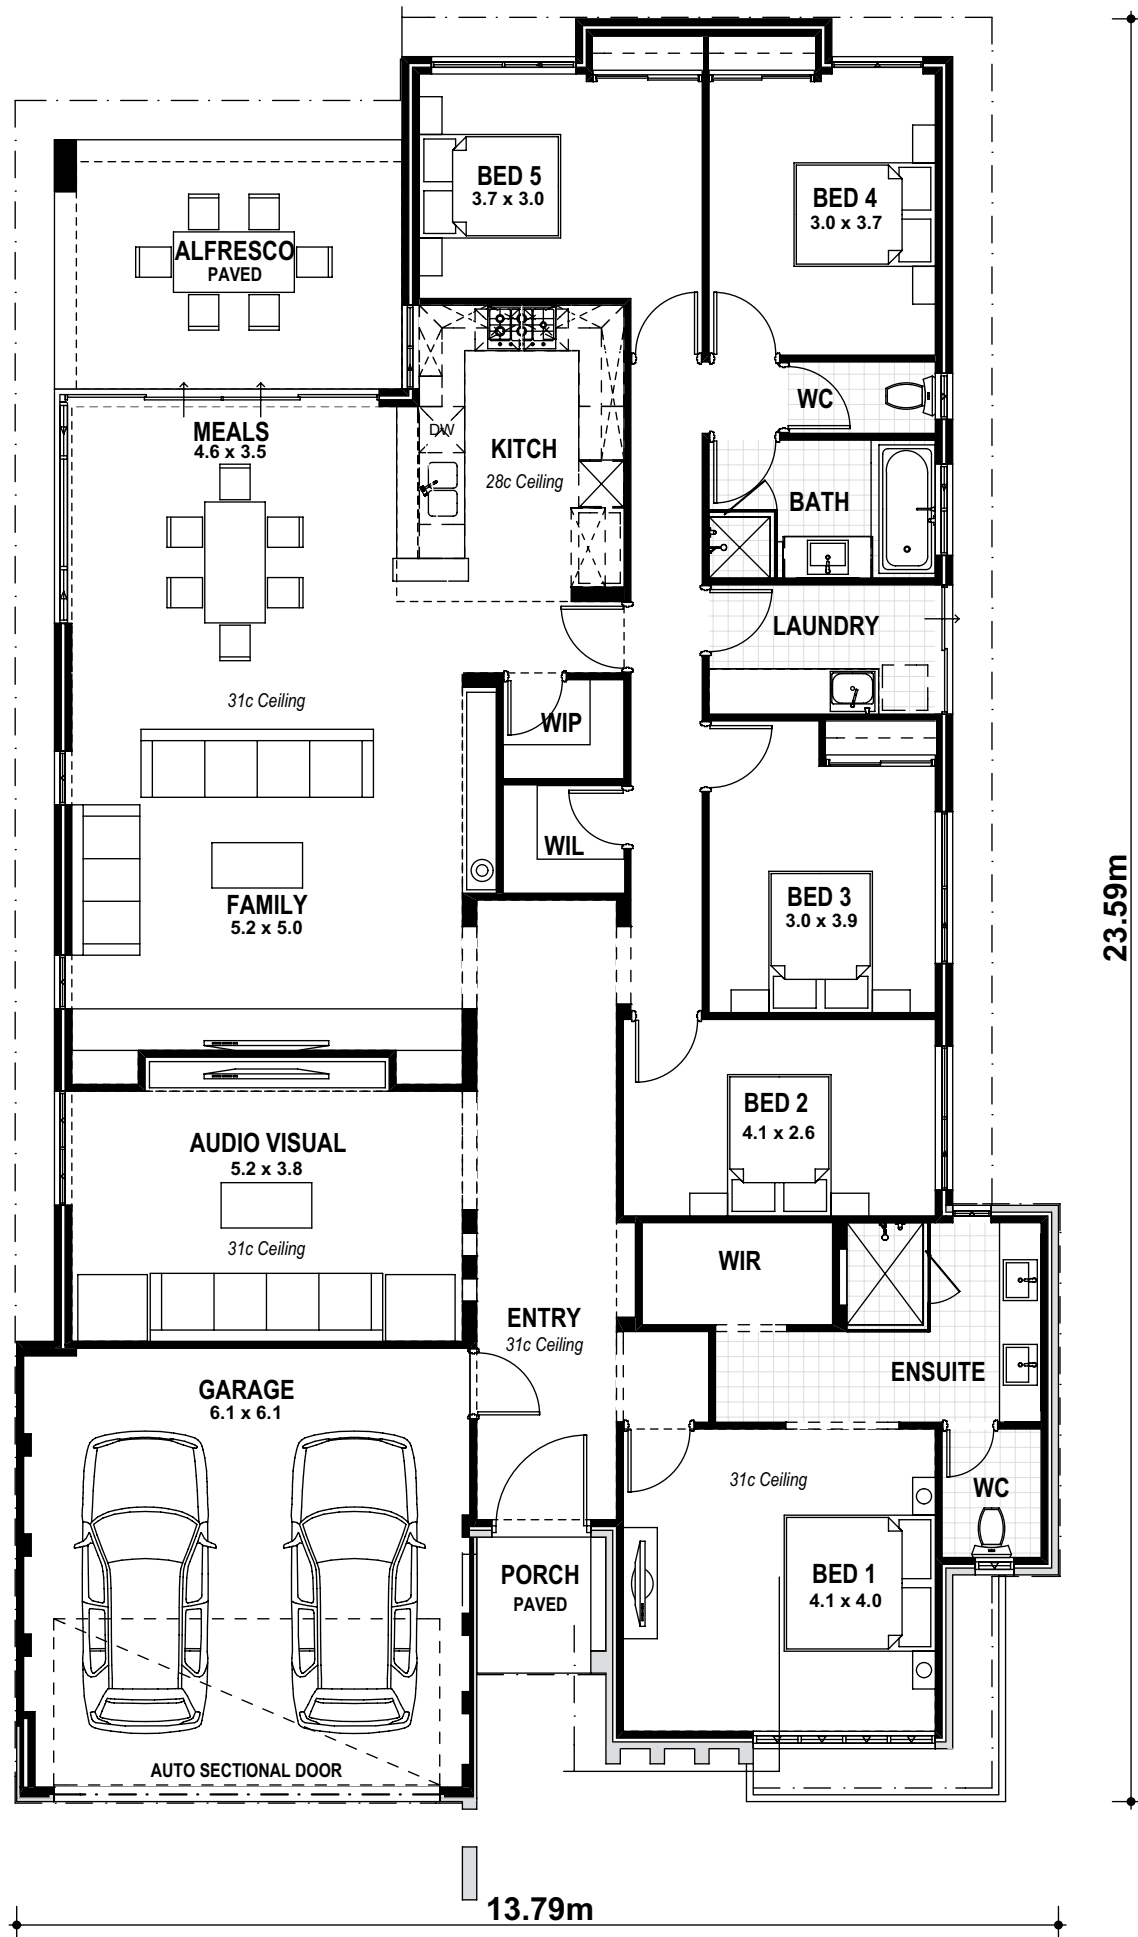 BED 5
3.7 x 3.0
BED 4
3.0 x 3.7
ALFRESCO
PAVED
WC
MEALS
4.6 x 3.5
DW
KITCH
28c Ceiling
BATH
LAUNDRY
31c Ceiling
WIP
WIL
FAMILY
5.2 x 5.0
BED 3
3.0 x 3.9
23.59m
BED 2
4.1 x 2.6
AUDIO VISUAL
5.2 x 3.8
31c Ceiling
WIR
ENTRY
31c Ceiling
ENSUITE
GARAGE
6.1 x 6.1
31c Ceiling
WC
PORCH
PAVED
BED 1
4.1 x 4.0
AUTO SECTIONAL DOOR
13.79m